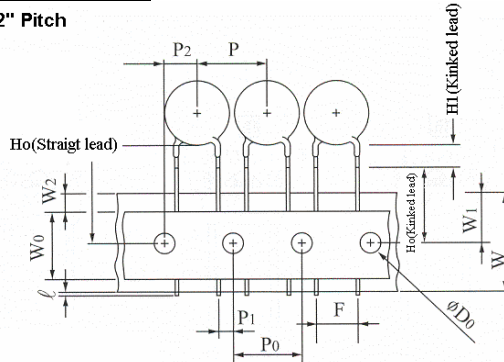 2" Pitch
P2
P
H1(Kinked lead)
Ho(Straigt lead)
W2
Ho(Kinked lead)
W1
W
W0
ℓ
P1
F
øD0
P0